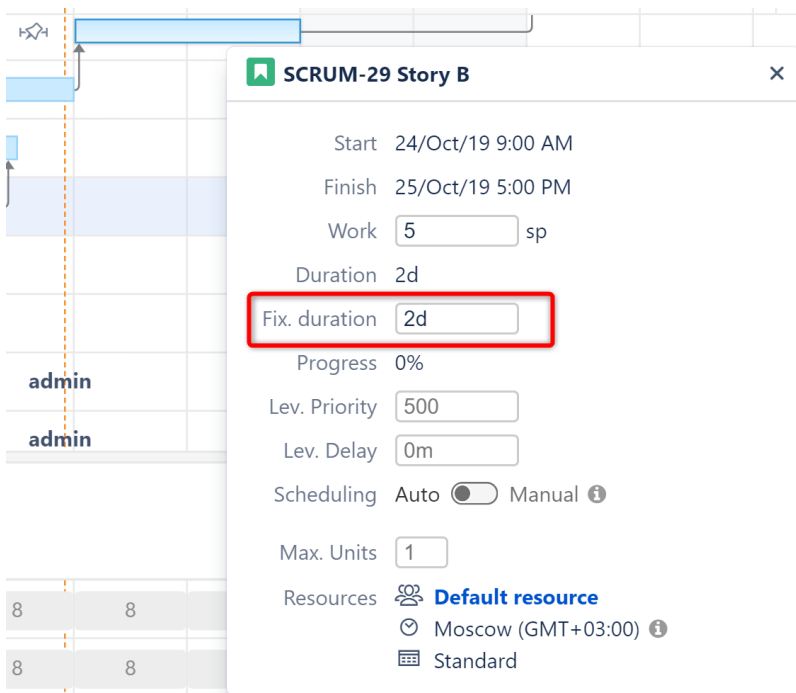 SCRUM-29 Story B
Start 24/Oct/19 9:00 AM
Finish 25/Oct/19 5:00 PM
Work 5 sp
Duration 2d
Fix. duration 2d
Progress 0%
Lev. Priority 500
Lev. Delay 0m
Scheduling Auto Manual
Max. Units 1
Resources Default resource
Moscow (GMT+03:00)
Standard
admin
admin
8 8
8 8